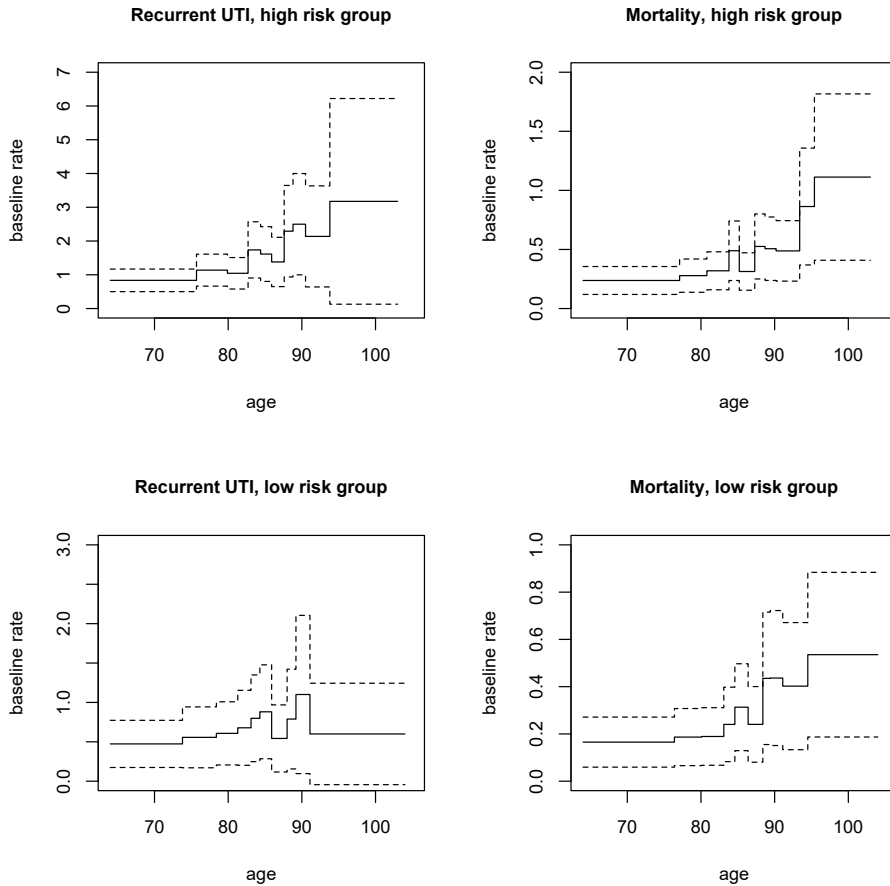 Recurrent UTI, high risk group
baseline rate
0 1 2 3 4 5 6 7
70 80 90 100
age
Mortality, high risk group
baseline rate
0.0 0.5 1.0 1.5 2.0
70 80 90 100
age
Recurrent UTI, low risk group
baseline rate
0.0 1.0 2.0 3.0
70 80 90 100
age
Mortality, low risk group
baseline rate
0.0 0.2 0.4 0.6 0.8 1.0
70 80 90 100
age